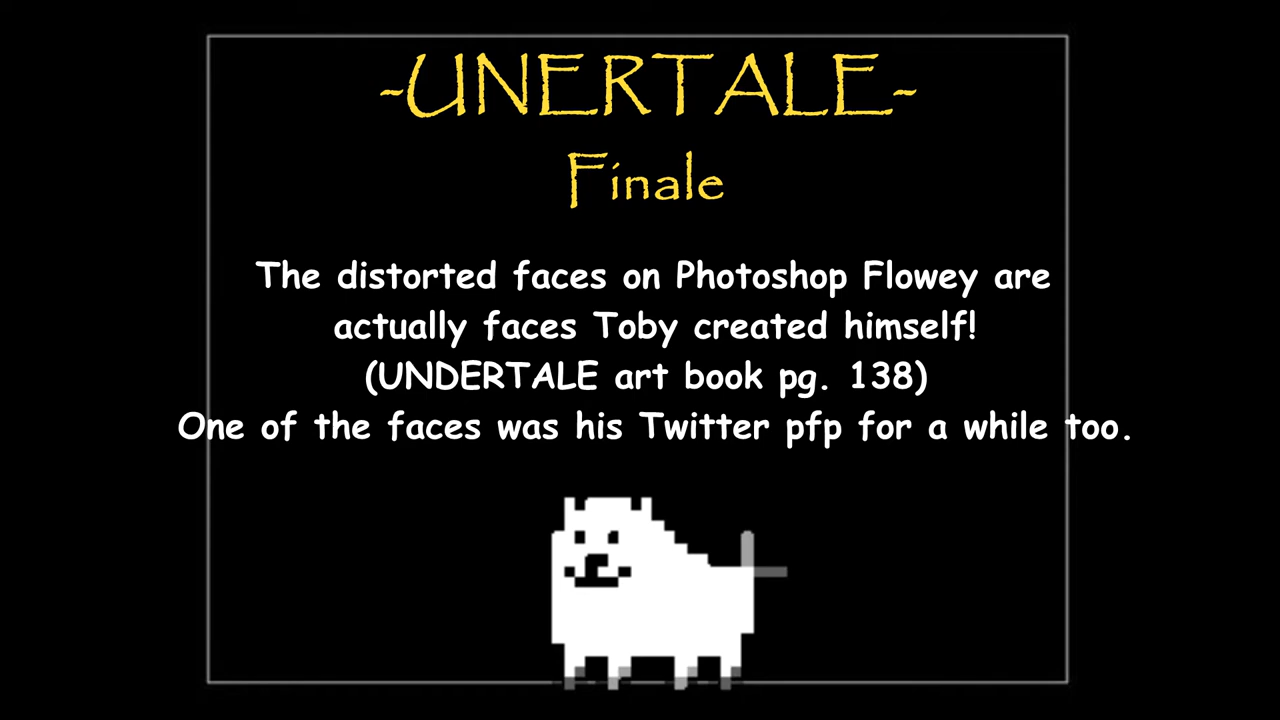 -UNERTALE-
Finale
The distorted faces on Photoshop Flowey are
actually faces Toby created himself!
(UNDERTALE art book pg. 138)
One of the faces was his Twitter pfp for a while too.